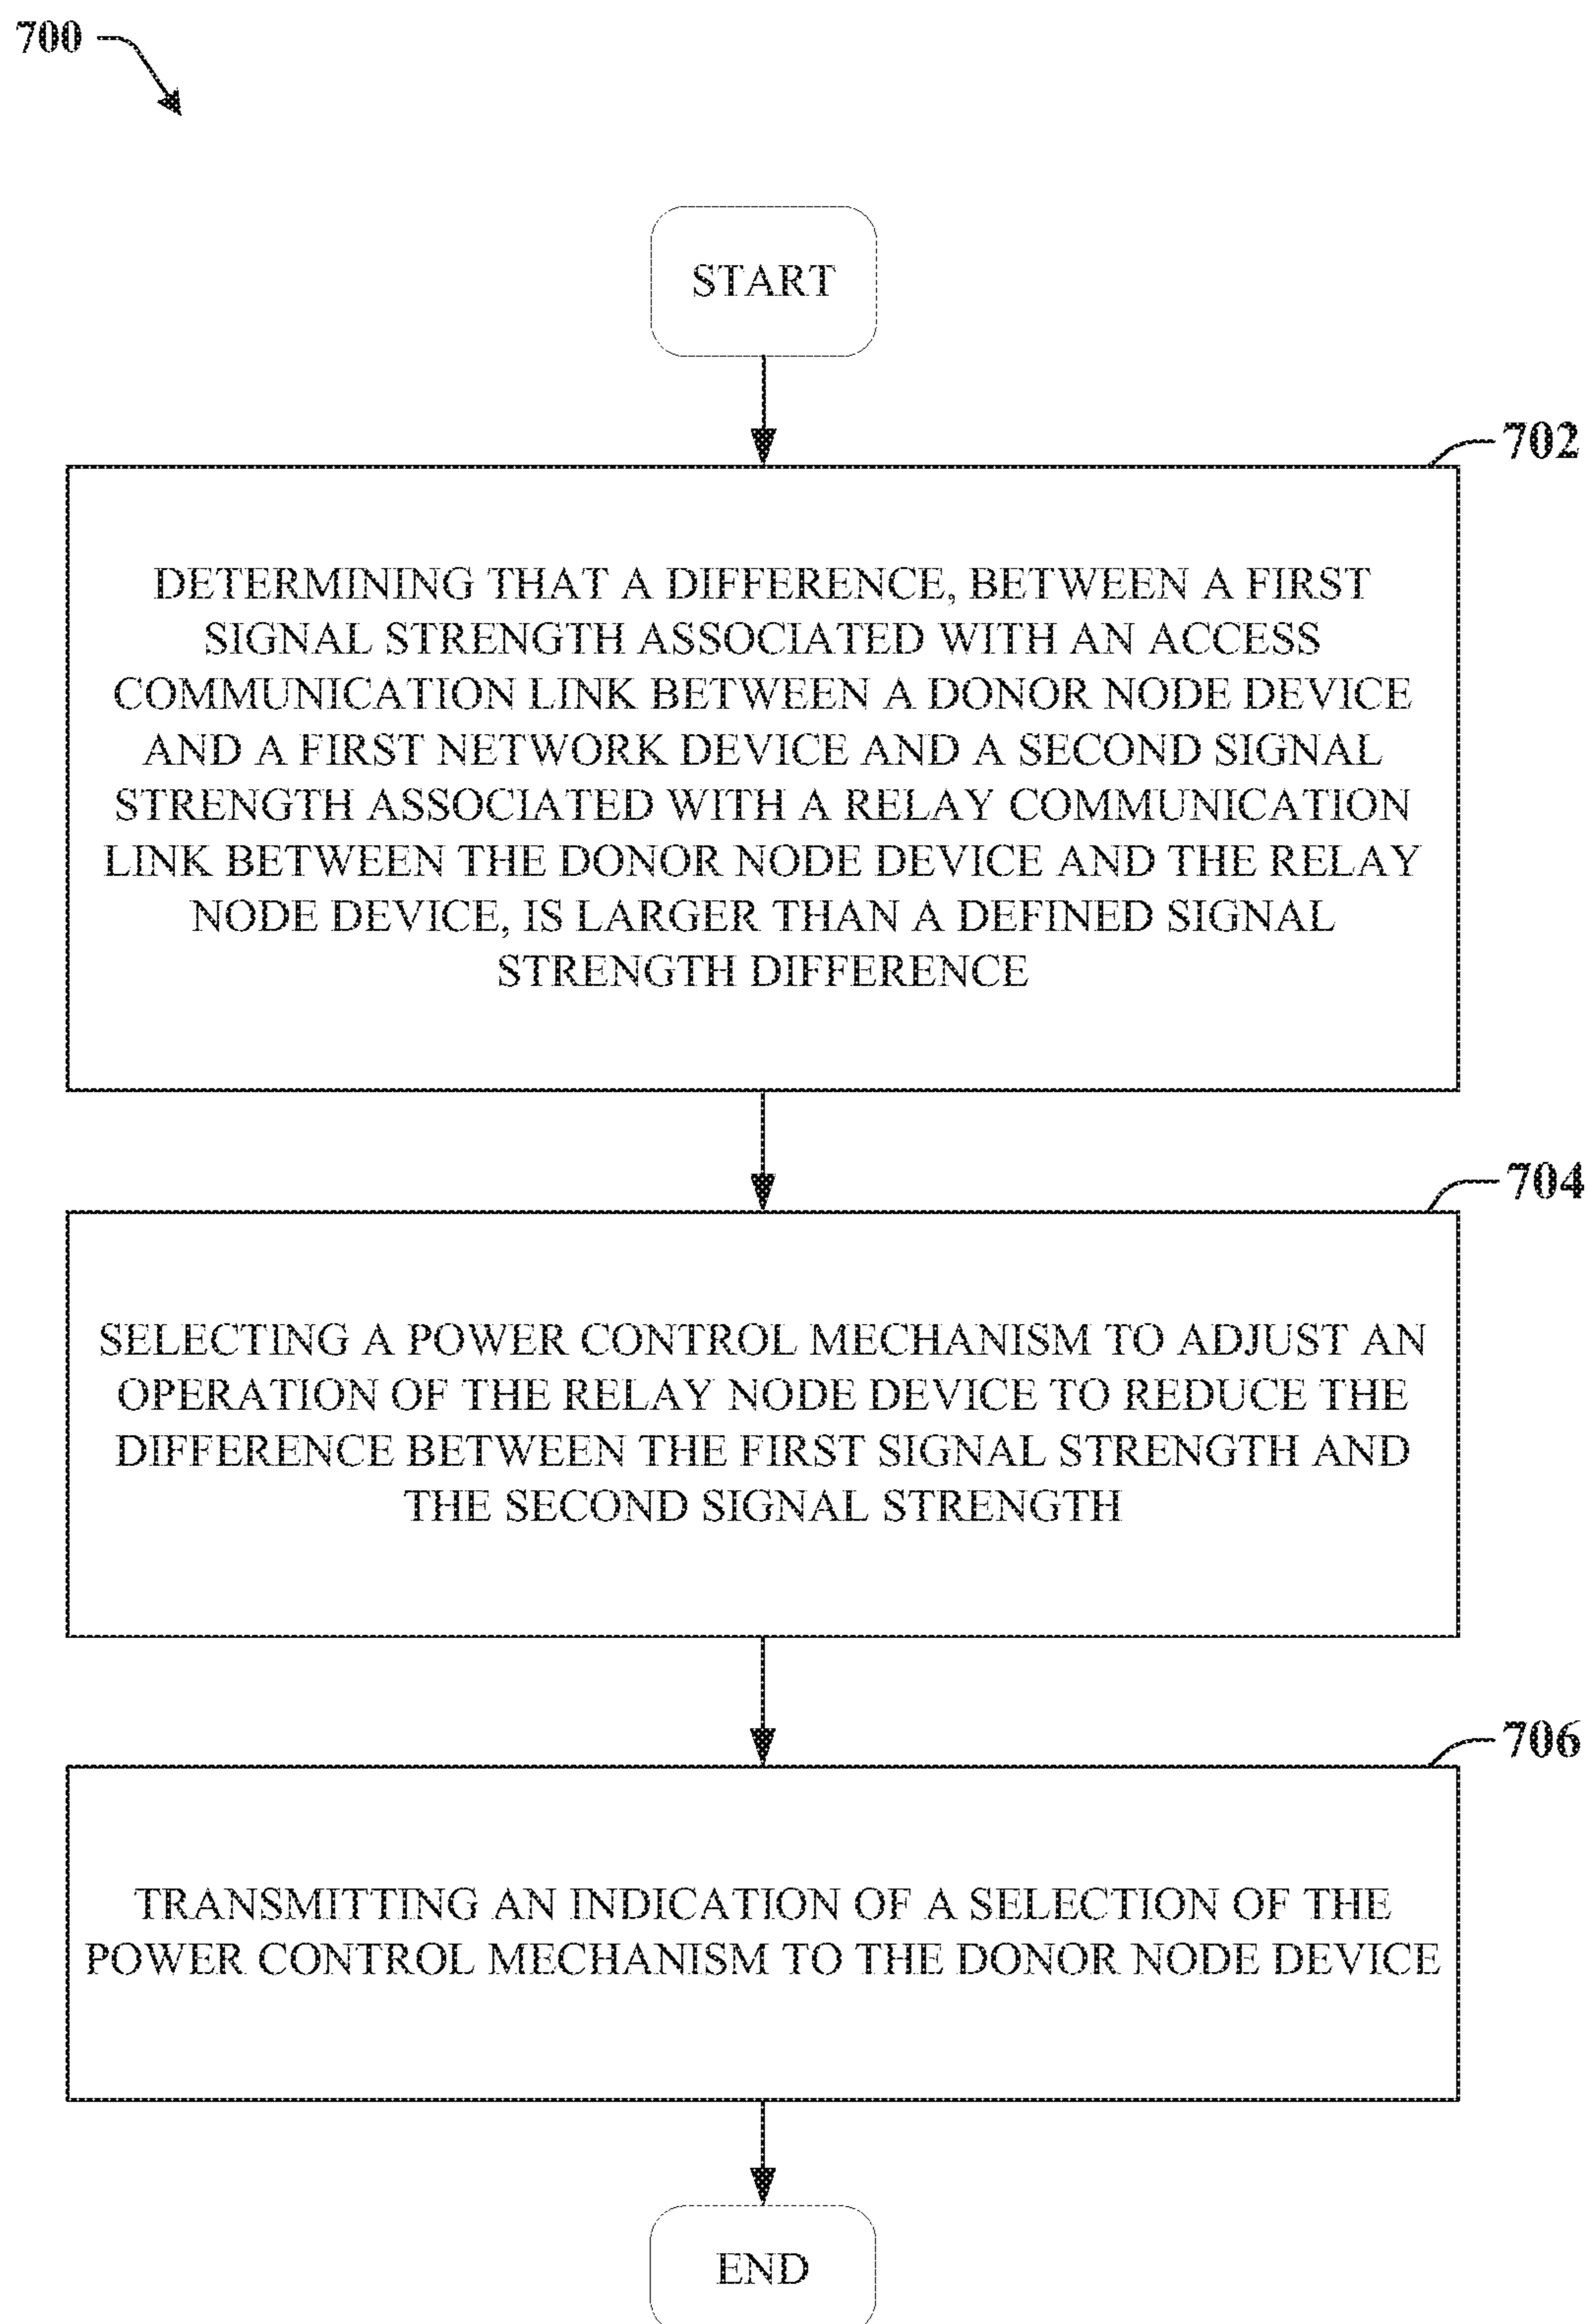 700
START
702
DETERMINING THAT A DIFFERENCE, BETWEEN A FIRST
SIGNAL STRENGTH ASSOCIATED WITH AN ACCESS
COMMUNICATION LINK BETWEEN A DONOR NODE DEVICE
AND A FIRST NETWORK DEVICE AND A SECOND SIGNAL
STRENGTH ASSOCIATED WITH A RELAY COMMUNICATION
LINK BETWEEN THE DONOR NODE DEVICE AND THE RELAY
NODE DEVICE, IS LARGER THAN A DEFINED SIGNAL
STRENGTH DIFFERENCE
704
SELECTING A POWER CONTROL MECHANISM TO ADJUST AN
OPERATION OF THE RELAY NODE DEVICE TO REDUCE THE
DIFFERENCE BETWEEN THE FIRST SIGNAL STRENGTH AND
THE SECOND SIGNAL STRENGTH
706
TRANSMITTING AN INDICATION OF A SELECTION OF THE
POWER CONTROL MECHANISM TO THE DONOR NODE DEVICE
END